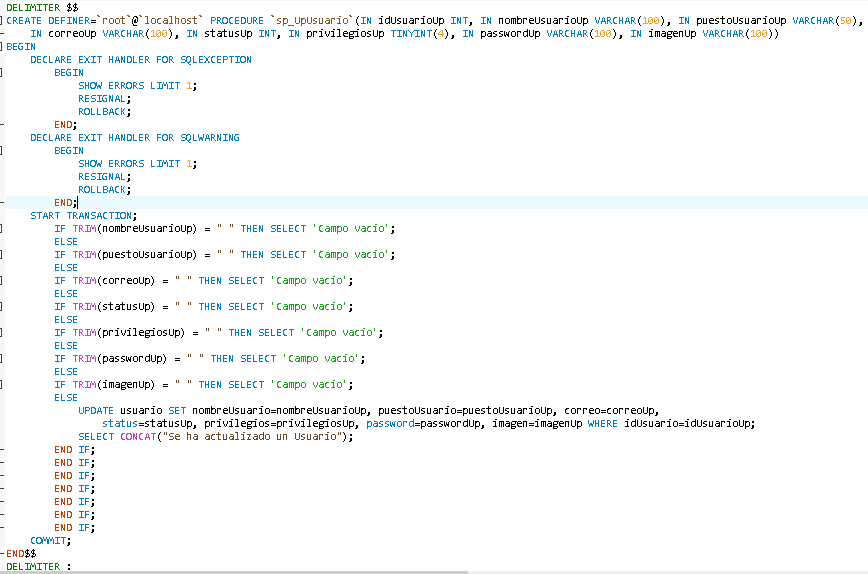 DELIMITER $$
CREATE DEFINER=`root`@`localhost` PROCEDURE `sp_UpUsuario`(IN idUsuarioUp INT, IN nombreUsuarioUp VARCHAR(100), IN puestoUsuarioUp VARCHAR(50),
IN correoUp VARCHAR(100), IN statusUp INT, IN privilegiosUp TINYINT(4), IN passwordUp VARCHAR(100), IN imagenUp VARCHAR(100))
BEGIN
DECLARE EXIT HANDLER FOR SQLEXCEPTION
BEGIN
SHOW ERRORS LIMIT 1;
RESIGNAL;
ROLLBACK;
END;
DECLARE EXIT HANDLER FOR SQLWARNING
BEGIN
SHOW ERRORS LIMIT 1;
RESIGNAL;
ROLLBACK;
END;
START TRANSACTION;
IF TRIM(nombreUsuarioUp) = " " THEN SELECT 'Campo vacio';
ELSE
IF TRIM(puestoUsuarioUp) = " " THEN SELECT 'Campo vacio';
ELSE
IF TRIM(correoUp) = " " THEN SELECT 'Campo vacio';
ELSE
IF TRIM(statusUp) = " " THEN SELECT 'Campo vacio';
ELSE
IF TRIM(privilegiosUp) = " " THEN SELECT 'Campo vacio';
ELSE
IF TRIM(passwordUp) = " " THEN SELECT 'Campo vacio';
ELSE
IF TRIM(imagenUp) = " " THEN SELECT 'Campo vacio';
ELSE
UPDATE usuario SET nombreUsuario=nombreUsuarioUp, puestoUsuario=puestoUsuarioUp, correo=correoUp,
status=statusUp, privilegios=privilegiosUp, password=passwordUp, imagen=imagenUp WHERE idUsuario=idUsuarioUp;
SELECT CONCAT("Se ha actualizado un Usuario");
END IF;
END IF;
END IF;
END IF;
END IF;
END IF;
END IF;
COMMIT;
END$$
DELIMITER :